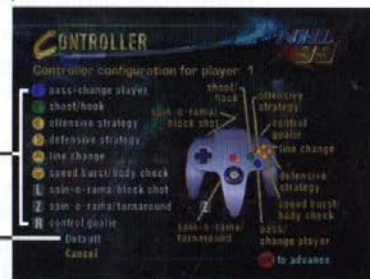 CONTROLLER
NHL 99
Controller configuration for player: 1
pass/change player
shoot/hook
offensive strategy
defensive strategy
line change
speed burst/body check
L spin-o-rama/block shot
Z spin-o-rama/turnaround
R control goalie
Default
Cancel
shoot/
hook
offensive
strategy
spin-o-rama/
block shot
control
goalie
line change
Z
defensive
strategy
speed burst/
body check
spin-o-rama/
turnaround
pass/
change player
to advance